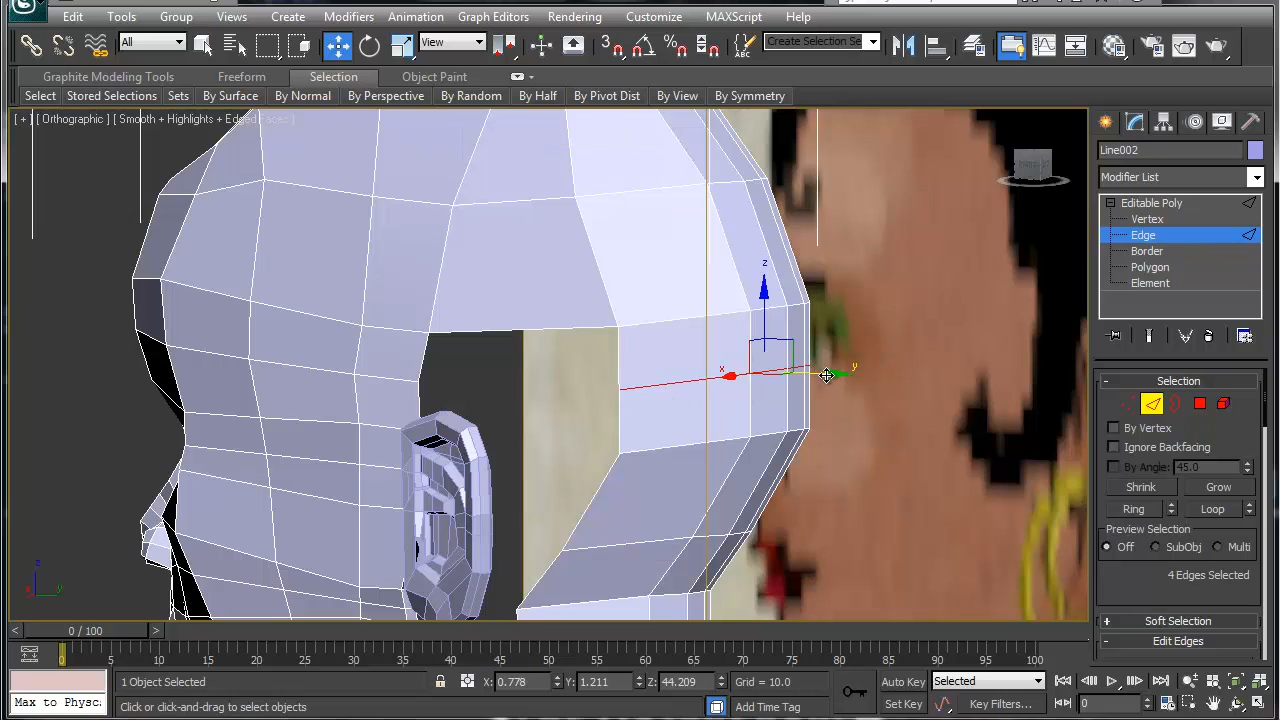 Edit Tools Group Views Create Modifiers Animation Graph Editors Rendering Customize MAXScript Help
All View Create Selection Se
Graphite Modeling Tools Freeform Selection Object Paint
Select Stored Selections Sets By Surface By Normal By Perspective By Random By Half By Pivot Dist By View By Symmetry
[ + ] [ Orthographic ] [ Smooth + Highlights + Edged Faces ]
Line002
Modifier List
Editable Poly
Vertex
Edge
Border
Polygon
Element
z
x
y
- Selection
By Vertex
Ignore Backfacing
By Angle: 45.0
Shrink Grow
Ring Loop
Preview Selection
Off SubObj Multi
4 Edges Selected
+ Soft Selection
- Edit Edges
z
x y
< 0 / 100 >
0 5 10 15 20 25 30 35 40 45 50 55 60 65 70 75 80 85 90 95 100
1 Object Selected X: 0.778 Y: 1.211 Z: 44.209 Grid = 10.0 Auto Key Selected
Max to Physca Click or click-and-drag to select objects Add Time Tag Set Key Key Filters... 0